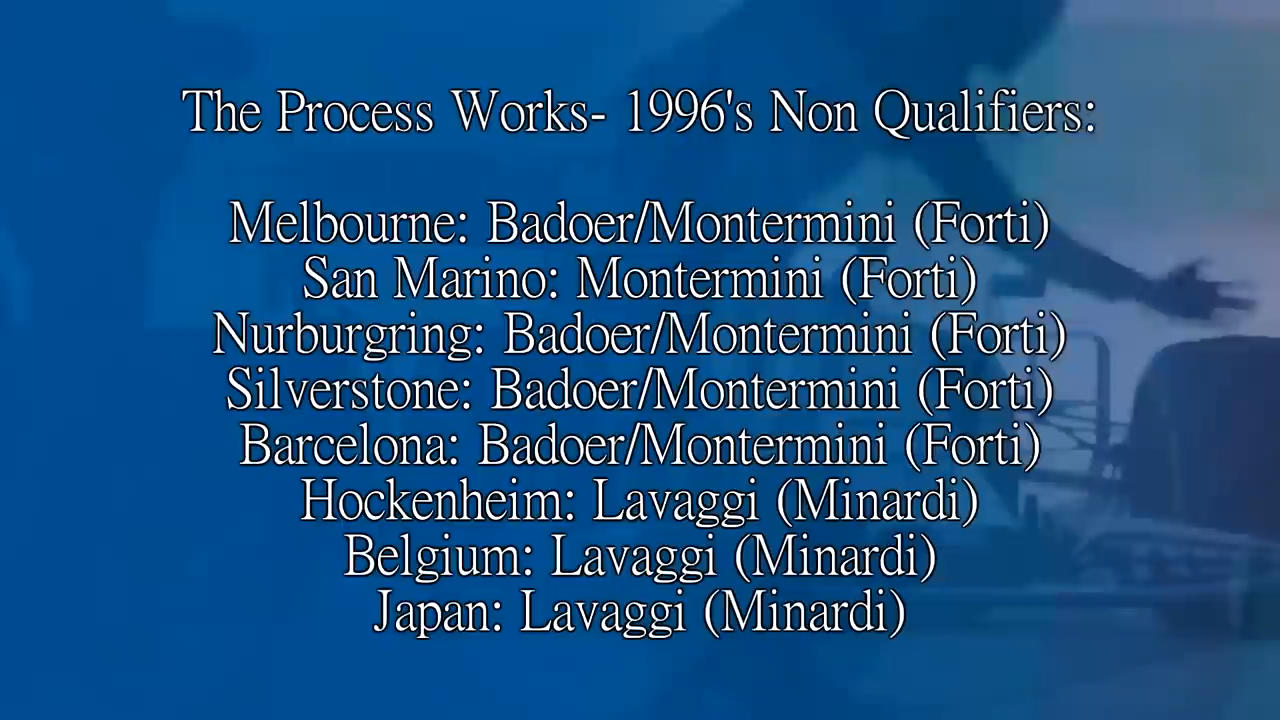 The Process Works- 1996's Non Qualifiers:
Melbourne: Badoer/Montermini (Forti)
San Marino: Montermini (Forti)
Nurburgring: Badoer/Montermini (Forti)
Silverstone: Badoer/Montermini (Forti)
Barcelona: Badoer/Montermini (Forti)
Hockenheim: Lavaggi (Minardi)
Belgium: Lavaggi (Minardi)
Japan: Lavaggi (Minardi)